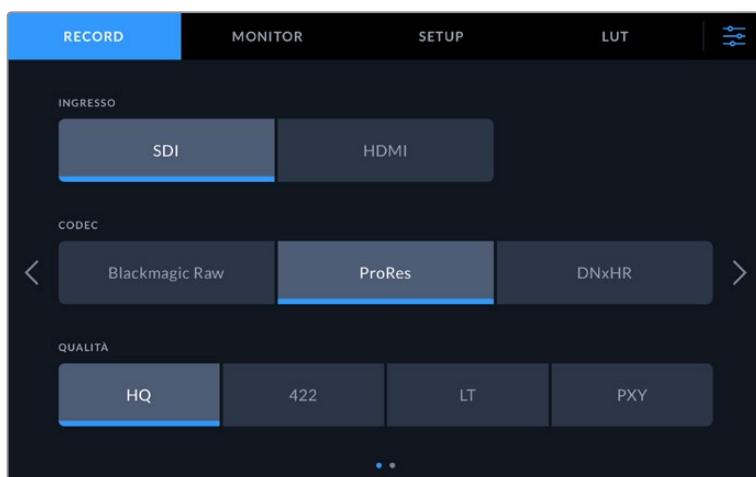 RECORD MONITOR SETUP LUT
INGRESSO
SDI HDMI
CODEC
Blackmagic Raw ProRes DNxHR
QUALITÀ
HQ 422 LT PXY